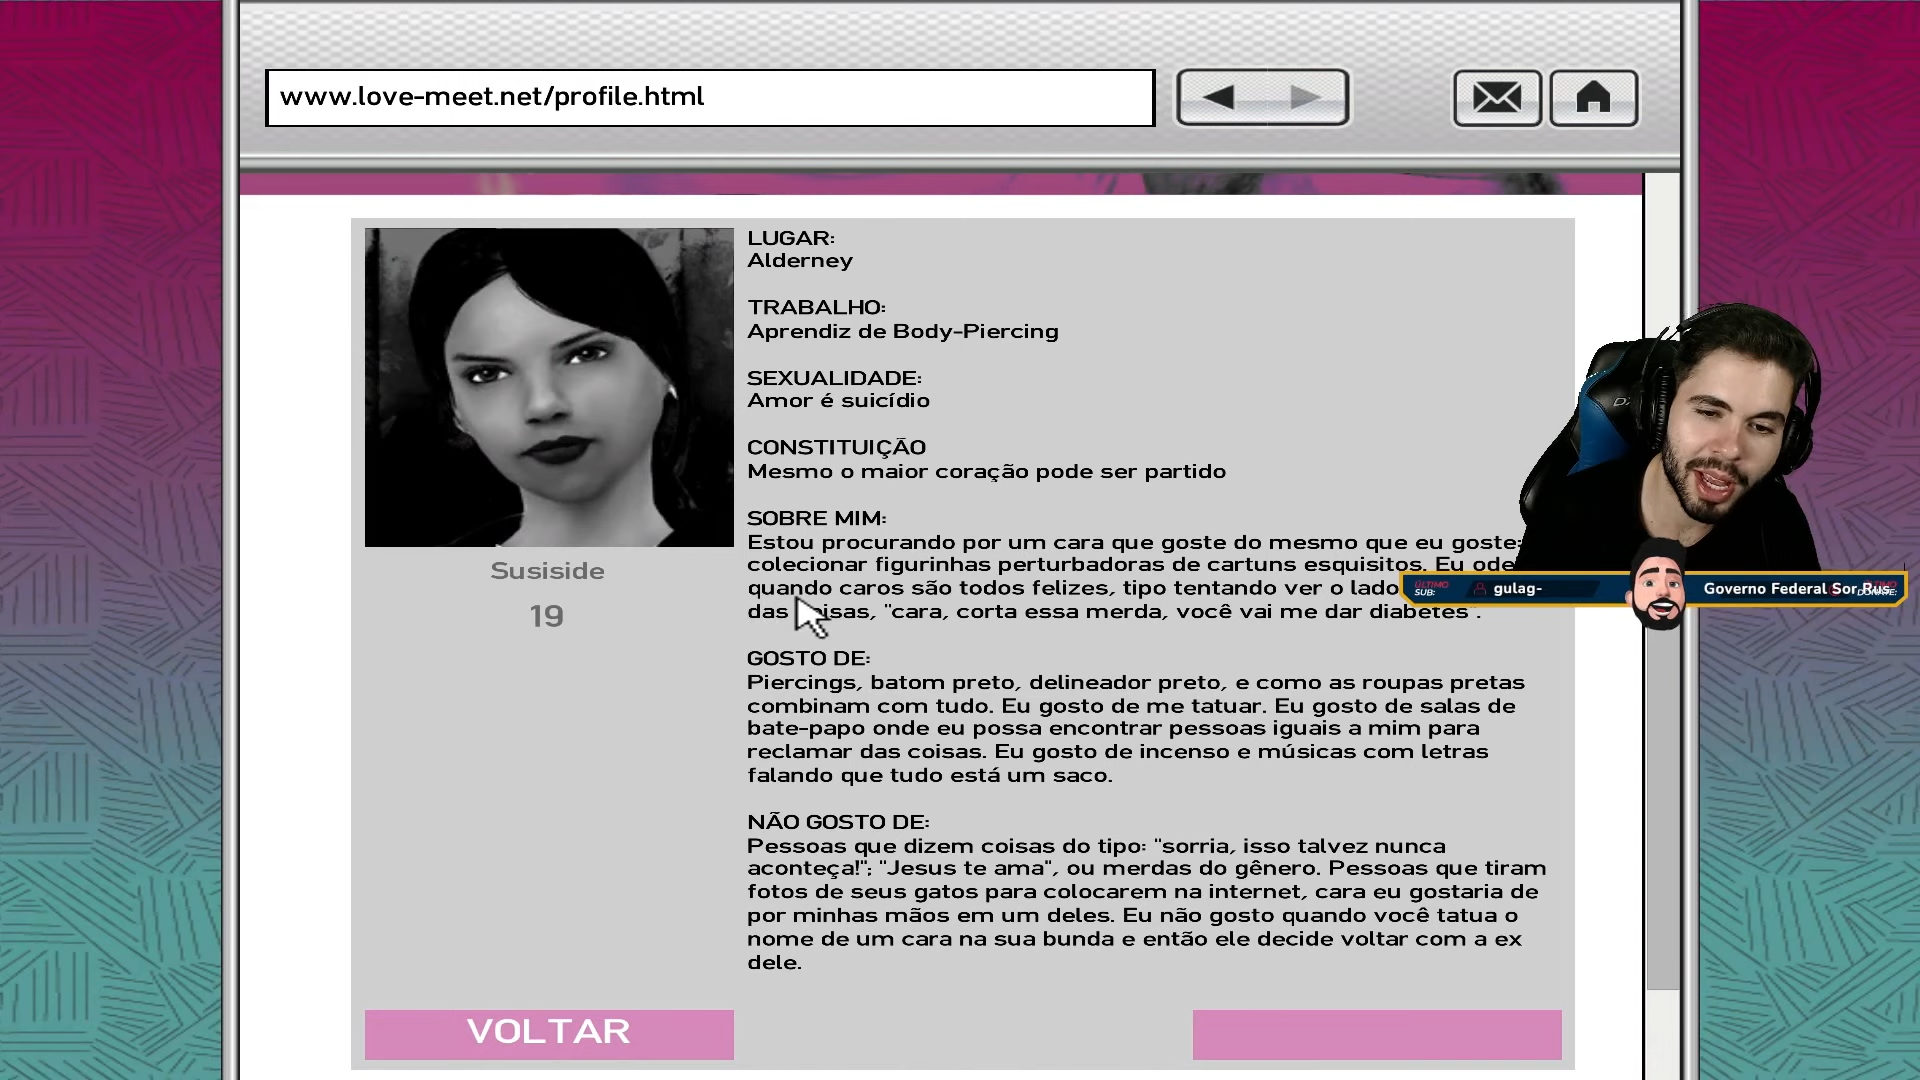 www.love-meet.net/profile.html
Susiside
19
LUGAR:
Alderney
TRABALHO:
Aprendiz de Body-Piercing
SEXUALIDADE:
Amor é suicídio
CONSTITUIÇÃO
Mesmo o maior coração pode ser partido
SOBRE MIM:
Estou procurando por um cara que goste do mesmo que eu goste:
colecionar figurinhas perturbadoras de cartuns esquisitos. Eu ode
quando caros são todos felizes, tipo tentando ver o lado
das isas, "cara, corta essa merda, você vai me dar diabetes".
GOSTO DE:
Piercings, batom preto, delineador preto, e como as roupas pretas
combinam com tudo. Eu gosto de me tatuar. Eu gosto de salas de
bate-papo onde eu possa encontrar pessoas iguais a mim para
reclamar das coisas. Eu gosto de incenso e músicas com letras
falando que tudo está um saco.
NÃO GOSTO DE:
Pessoas que dizem coisas do tipo: "sorria, isso talvez nunca
aconteça!"; "Jesus te ama", ou merdas do gênero. Pessoas que tiram
fotos de seus gatos para colocarem na internet, cara eu gostaria de
por minhas mãos em um deles. Eu não gosto quando você tatua o
nome de um cara na sua bunda e então ele decide voltar com a ex
dele.
VOLTAR
ÚLTIMO
SUB:
gulag-
Governo Federal Sor Rus